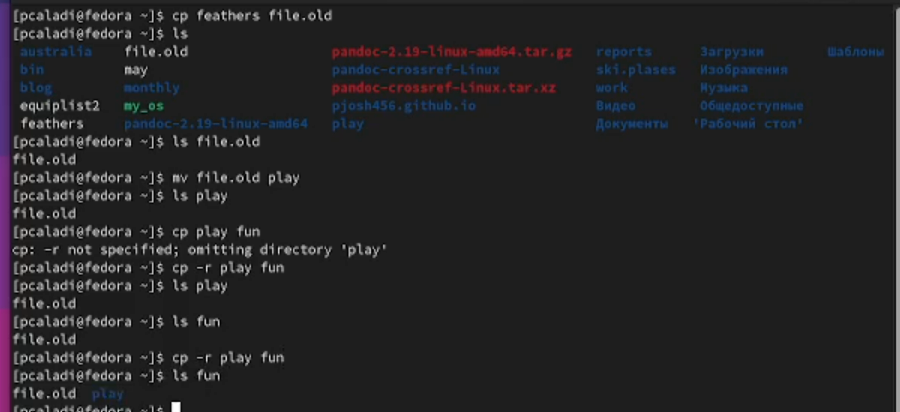 [pcaladi@fedora ~]$ cp feathers file.old
[pcaladi@fedora ~]$ ls
australia file.old pandoc-2.19-linux-amd64.tar.gz reports Загрузки Шаблоны
bin may pandoc-crossref-Linux ski.plases Изображения
blog monthly pandoc-crossref-Linux.tar.xz work Музыка
equiplist2 my_os pjosh456.github.io Видео Общедоступные
feathers pandoc-2.19-linux-amd64 play Документы 'Рабочий стол'
[pcaladi@fedora ~]$ ls file.old
file.old
[pcaladi@fedora ~]$ mv file.old play
[pcaladi@fedora ~]$ ls play
file.old
[pcaladi@fedora ~]$ cp play fun
cp: -r not specified; omitting directory 'play'
[pcaladi@fedora ~]$ cp -r play fun
[pcaladi@fedora ~]$ ls play
file.old
[pcaladi@fedora ~]$ ls fun
file.old
[pcaladi@fedora ~]$ cp -r play fun
[pcaladi@fedora ~]$ ls fun
file.old play
[pcaladi@fedora ~]$